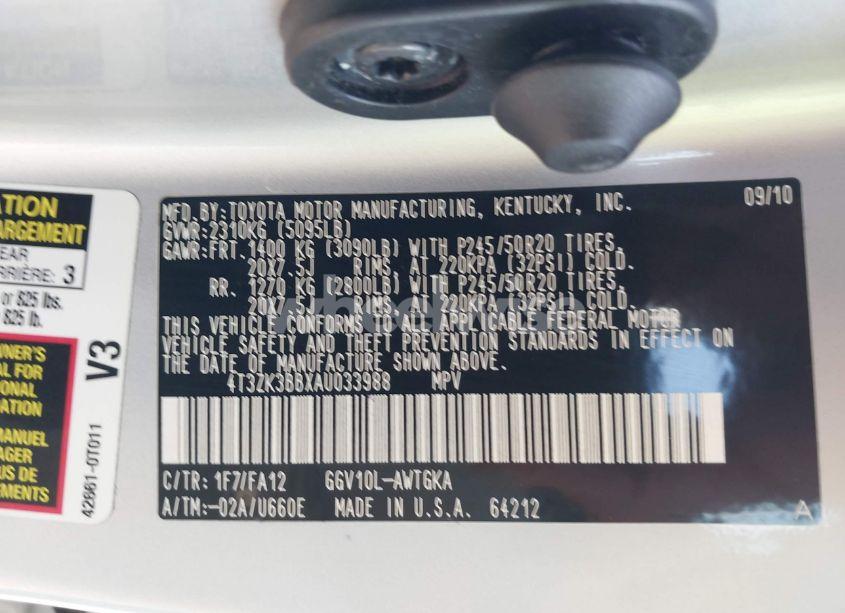 ATION
ARGEMENT
EAR
RRIÈRE: 3
or 825 lbs.
825 lb.
WNER'S
AL FOR
IONAL
ATION
MANUEL
AGER
US DE
EMENTS
V3
42661-0T011
MFD.BY:TOYOTA MOTOR MANUFACTURING, KENTUCKY, INC. 09/10
GVWR:2310KG (5095LB)
GAWR:FRT. 1400 KG (3090LB) WITH P245/50R20 TIRES,
20X7.5J RIMS, AT 220KPA (32PSI) COLD.
RR. 1270 KG (2800LB) WITH P245/50R20 TIRES,
20X7.5J RIMS, AT 220KPA (32PSI) COLD.
THIS VEHICLE CONFORMS TO ALL APPLICABLE FEDERAL MOTOR
VEHICLE SAFETY AND THEFT PREVENTION STANDARDS IN EFFECT ON
THE DATE OF MANUFACTURE SHOWN ABOVE.
4T3ZK3BBXAU033988 MPV
C/TR: 1F7/FA12 GGV10L-AWTGKA
A/TM:-02A/U660E MADE IN U.S.A. 64212 A